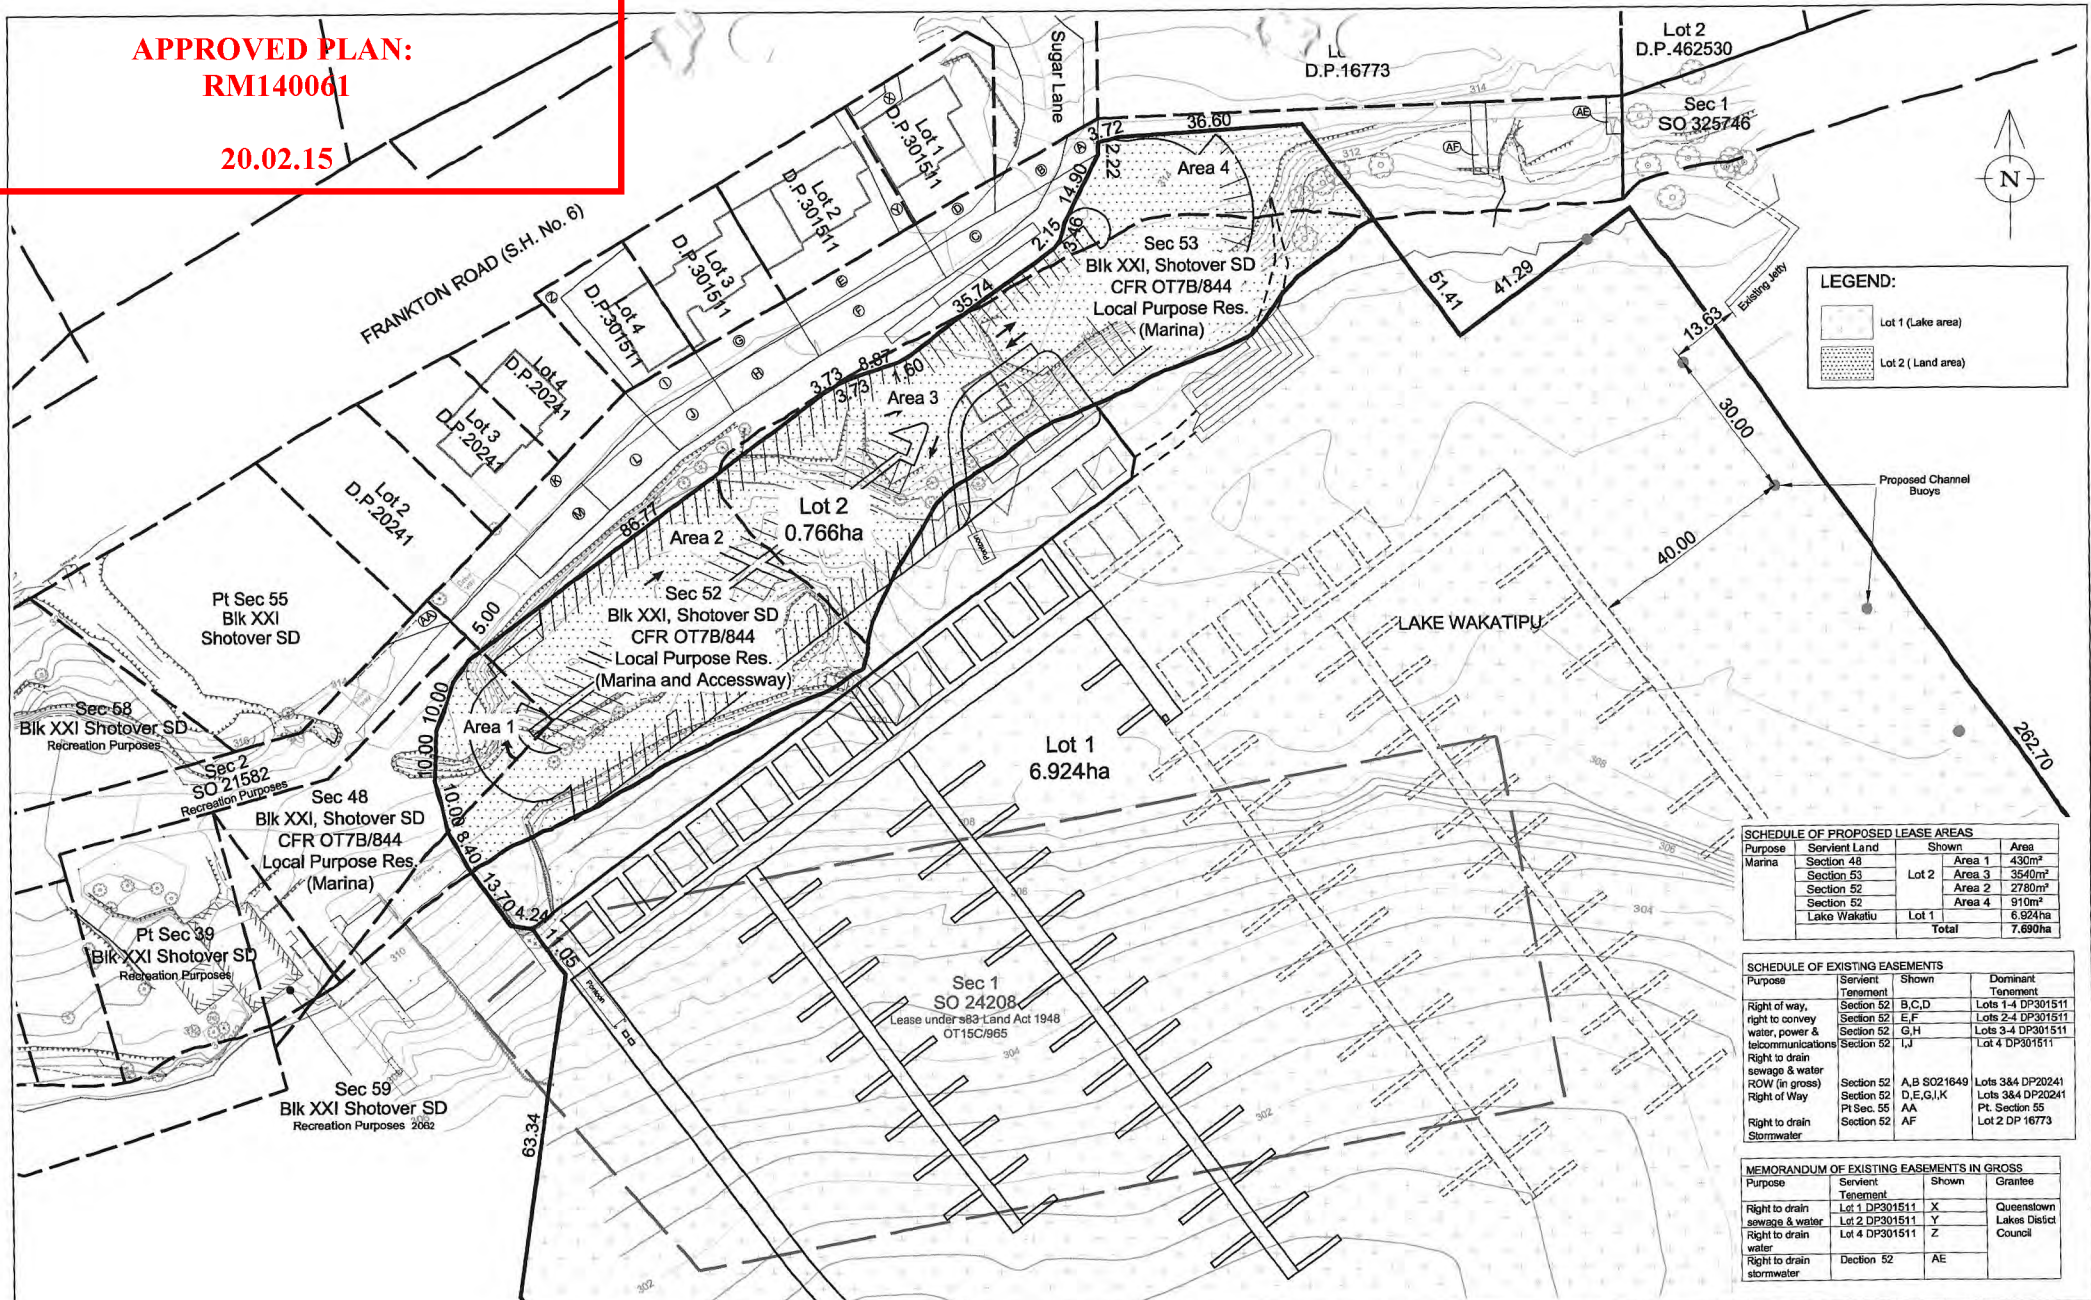 APPROVED PLAN:
RM140061
20.02.15
FRANKTON ROAD (S.H. No. 6)
Sugar Lane
D.P.16773
Lot 2
D.P.462530
Sec 1
SO 325746
AE
AF
314
312
N
Lot 1
D.P.301511
Lot 2
D.P.301511
Lot 3
D.P.301511
Lot 4
D.P.301511
Lot 4
D.P.20241
Lot 3
D.P.20241
Lot 2
D.P.20241
X
Y
Z
A
B
C
D
E
F
G
H
I
J
K
L
M
AA
3.72
36.60
2.22
14.90
2.15
3.46
35.74
8.87
1.60
3.73
3.73
86.77
5.00
10.00
10.00
10.00
8.40
13.70
4.24
11.05
63.34
51.41
41.29
13.63
30.00
40.00
262.70
Area 4
314
Sec 53
Blk XXI, Shotover SD
CFR OT7B/844
Local Purpose Res.
(Marina)
Area 3
Lot 2
0.766ha
Area 2
Sec 52
Blk XXI, Shotover SD
CFR OT7B/844
Local Purpose Res.
(Marina and Accessway)
Area 1
Pontoon
Pontoon
Existing Jetty
LEGEND:
Lot 1 (Lake area)
Lot 2 ( Land area)
Proposed Channel
Buoys
LAKE WAKATIPU
Lot 1
6.924ha
Pt Sec 55
Blk XXI
Shotover SD
Sec 58
Blk XXI Shotover SD
Recreation Purposes
Sec 2
SO 21582
Recreation Purposes
Sec 48
Blk XXI, Shotover SD
CFR OT7B/844
Local Purpose Res.
(Marina)
Pt Sec 39
Blk XXI Shotover SD
Recreation Purposes
Sec 59
Blk XXI Shotover SD
Recreation Purposes 2082
Sec 1
SO 24208
Lease under s83 Land Act 1948
OT15C/965
316
310
308
308
308
306
304
304
302
302
SCHEDULE OF PROPOSED LEASE AREAS
Purpose Servient Land Shown Area
Marina Section 48 Area 1 430m²
Section 53 Lot 2 Area 3 3540m²
Section 52 Area 2 2780m²
Section 52 Area 4 910m²
Lake Wakatiu Lot 1 6.924ha
Total 7.690ha
SCHEDULE OF EXISTING EASEMENTS
Purpose Servient Shown Dominant
Tenement Tenement
Right of way, Section 52 B,C,D Lots 1-4 DP301511
right to convey Section 52 E,F Lots 2-4 DP301511
water, power & Section 52 G,H Lots 3-4 DP301511
telcommunications Section 52 I,J Lot 4 DP301511
Right to drain
sewage & water
ROW (in gross) Section 52 A,B SO21649 Lots 3&4 DP20241
Right of Way Section 52 D,E,G,I,K Lots 3&4 DP20241
Pt Sec. 55 AA Pt. Section 55
Right to drain Section 52 AF Lot 2 DP 16773
Stormwater
MEMORANDUM OF EXISTING EASEMENTS IN GROSS
Purpose Servient Shown Grantee
Tenement
Right to drain Lot 1 DP301511 X Queenstown
sewage & water Lot 2 DP301511 Y Lakes Distict
Right to drain Lot 4 DP301511 Z Council
water
Right to drain Dection 52 AE
stormwater